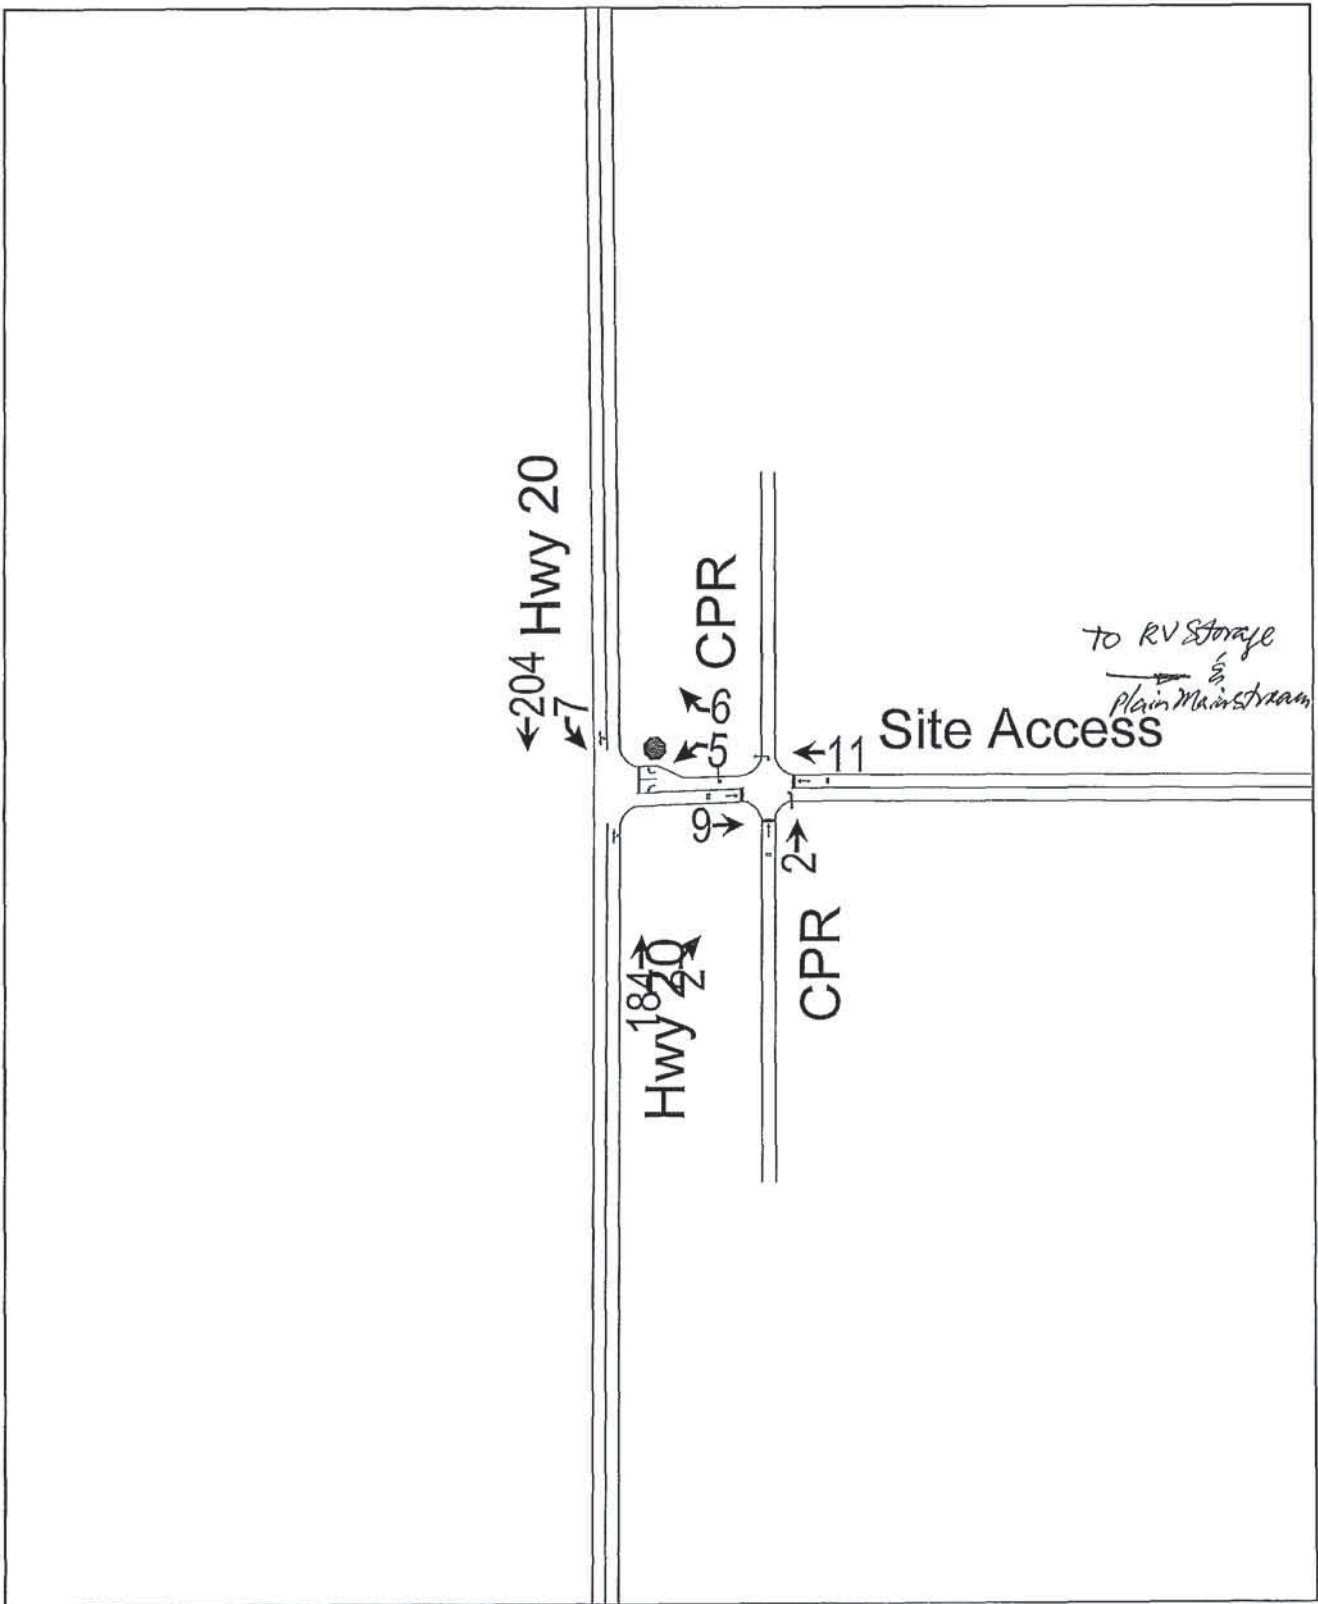 Hwy 20
←204
7
CPR
6
5
To RV Storage
&
Plain Mainstream
Site Access
←11
9→
2→
184→
2
Hwy 20
CPR